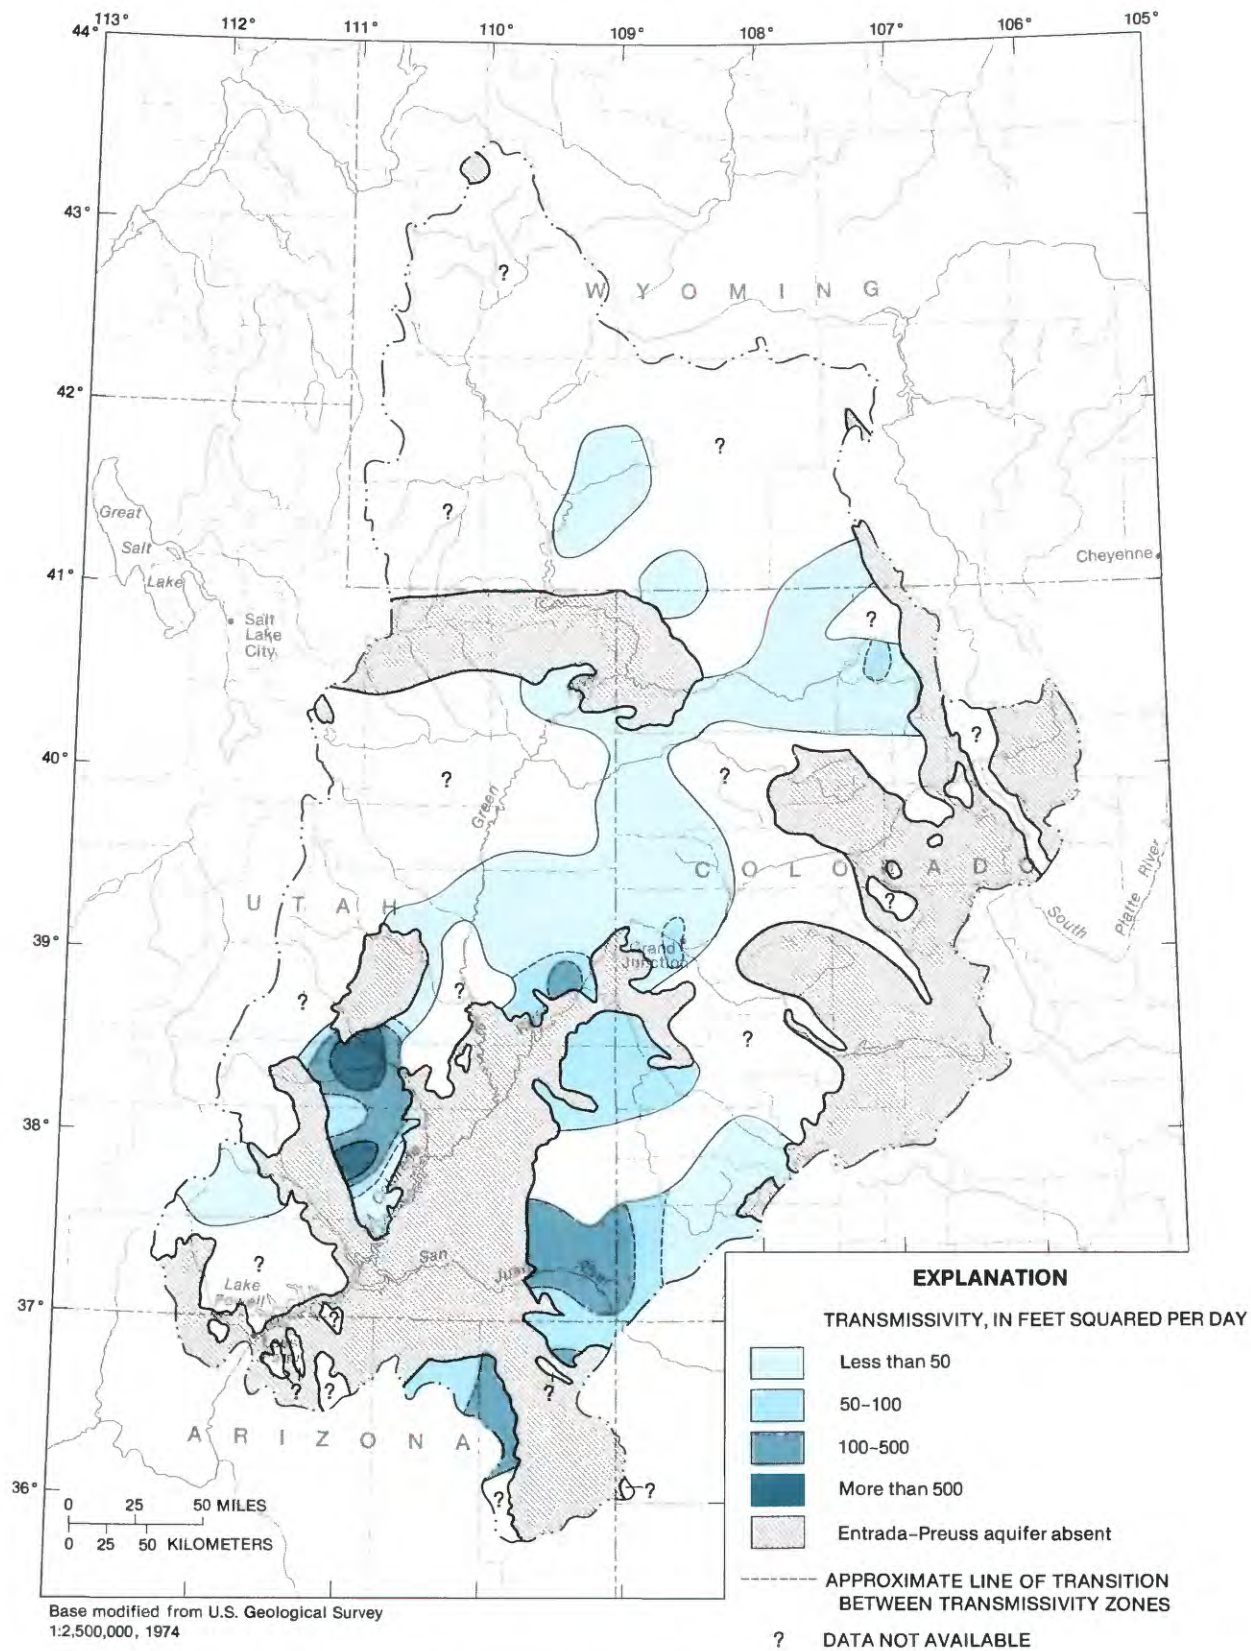 113° 112° 111° 110° 109° 108° 107° 106° 105°
44°
43°
?
WYOMING
42°
?
?
Great
Salt
Lake
Cheyenne
41°
Salt
Lake
City
?
?
40°
?
?
Green
COLORADO
?
UTAH
South Platte River
39°
Grand
Junction
?
?
?
38°
San
Juan
?
Lake
Powell
37°
?
?
?
?
ARIZONA
36°
?
?
0 25 50 MILES
0 25 50 KILOMETERS
EXPLANATION
TRANSMISSIVITY, IN FEET SQUARED PER DAY
Less than 50
50-100
100-500
More than 500
Entrada-Preuss aquifer absent
APPROXIMATE LINE OF TRANSITION
BETWEEN TRANSMISSIVITY ZONES
? DATA NOT AVAILABLE
Base modified from U.S. Geological Survey
1:2,500,000, 1974